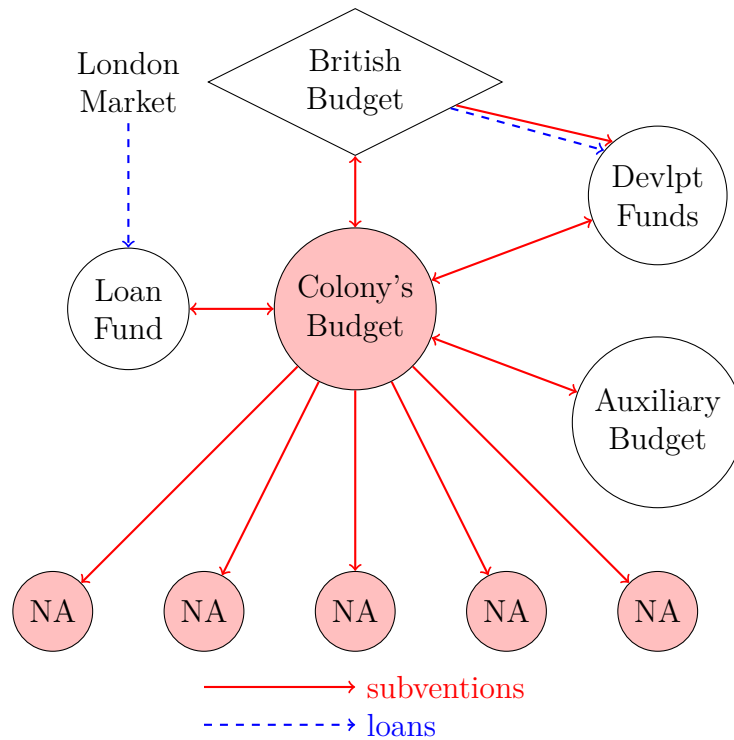 London
Market
British
Budget
Devlpt
Funds
Loan
Fund
Colony's
Budget
Auxiliary
Budget
NA
NA
NA
NA
NA
subventions
loans